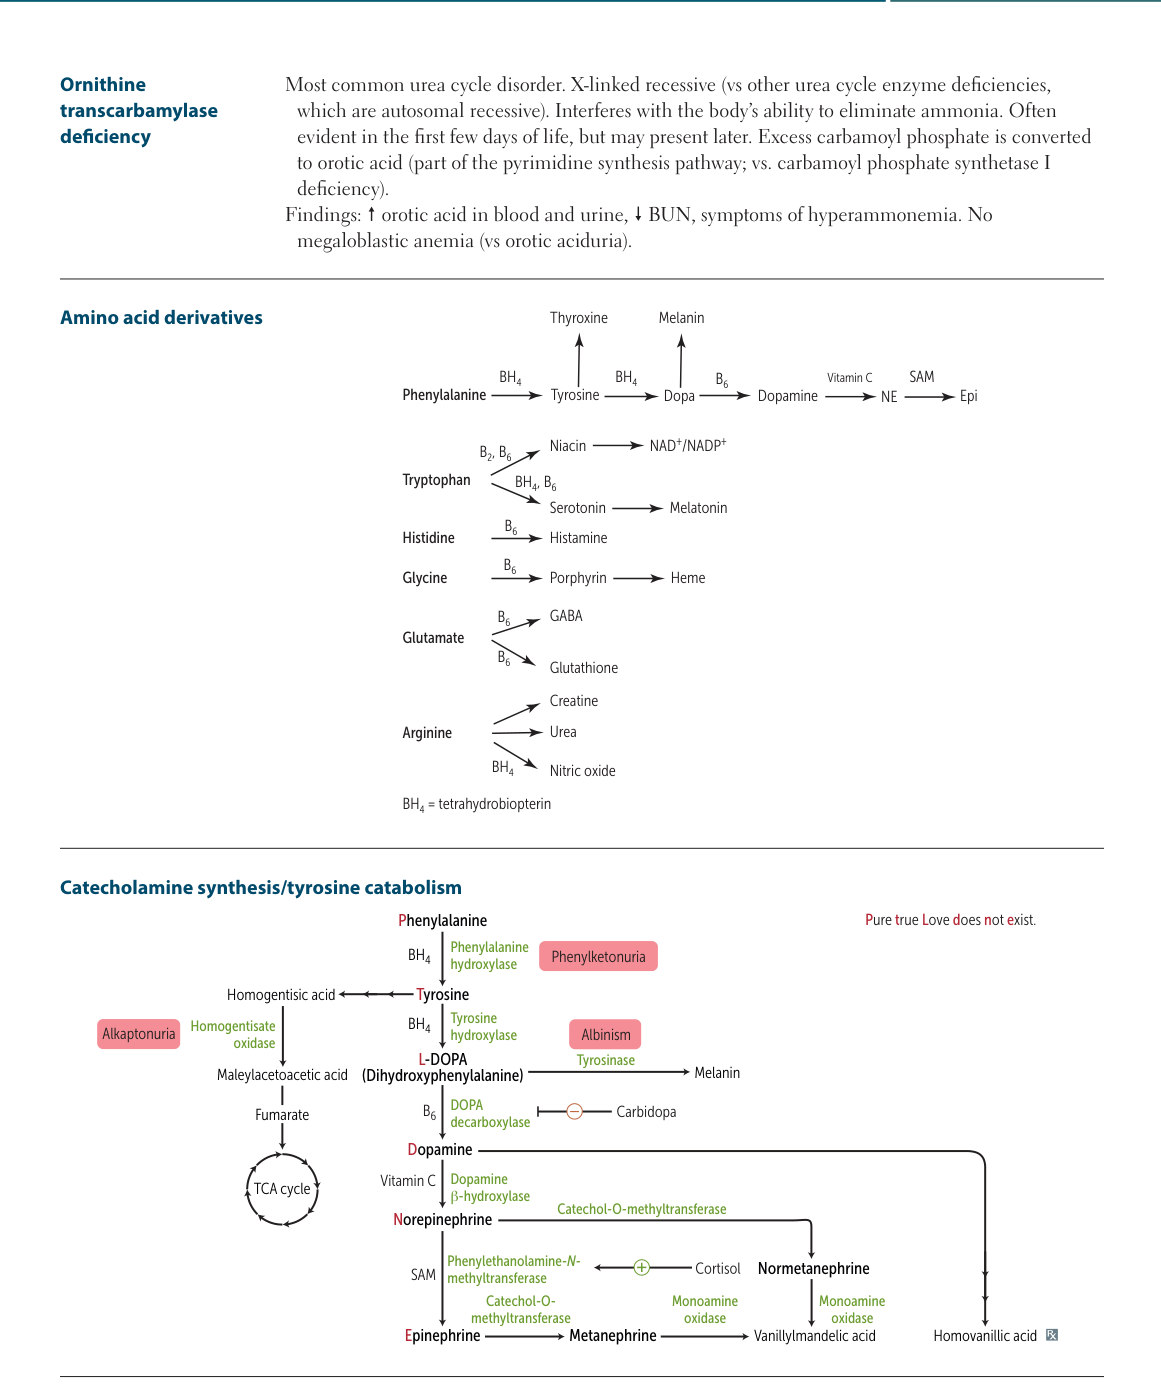 Ornithine
transcarbamylase
deficiency
Most common urea cycle disorder. X-linked recessive (vs other urea cycle enzyme deficiencies,
which are autosomal recessive). Interferes with the body's ability to eliminate ammonia. Often
evident in the first few days of life, but may present later. Excess carbamoyl phosphate is converted
to orotic acid (part of the pyrimidine synthesis pathway; vs. carbamoyl phosphate synthetase I
deficiency).
Findings: ↑ orotic acid in blood and urine, ↓ BUN, symptoms of hyperammonemia. No
megaloblastic anemia (vs orotic aciduria).
Amino acid derivatives
Thyroxine Melanin
BH₄ BH₄ B₆ Vitamin C SAM
Phenylalanine Tyrosine Dopa Dopamine NE Epi
Niacin NAD⁺/NADP⁺
B₂, B₆
Tryptophan
BH₄, B₆
Serotonin Melatonin
B₆
Histidine Histamine
B₆
Glycine Porphyrin Heme
B₆ GABA
Glutamate
B₆
Glutathione
Creatine
Arginine Urea
BH₄ Nitric oxide
BH₄ = tetrahydrobiopterin
Catecholamine synthesis/tyrosine catabolism
Phenylalanine Pure true Love does not exist.
BH₄ Phenylalanine
hydroxylase
Phenylketonuria
Homogentisic acid Tyrosine
BH₄ Tyrosine
hydroxylase
Albinism
Alkaptonuria
Homogentisate
oxidase
Tyrosinase
L-DOPA
(Dihydroxyphenylalanine)
Melanin
Maleylacetoacetic acid
B₆ DOPA
decarboxylase
− Carbidopa
Fumarate
Dopamine
TCA cycle
Vitamin C Dopamine
β-hydroxylase
Catechol-O-methyltransferase
Norepinephrine
SAM Phenylethanolamine-N-
methyltransferase
+ Cortisol
Normetanephrine
Catechol-O-
methyltransferase
Monoamine
oxidase
Monoamine
oxidase
Epinephrine Metanephrine Vanillylmandelic acid Homovanillic acid ℞